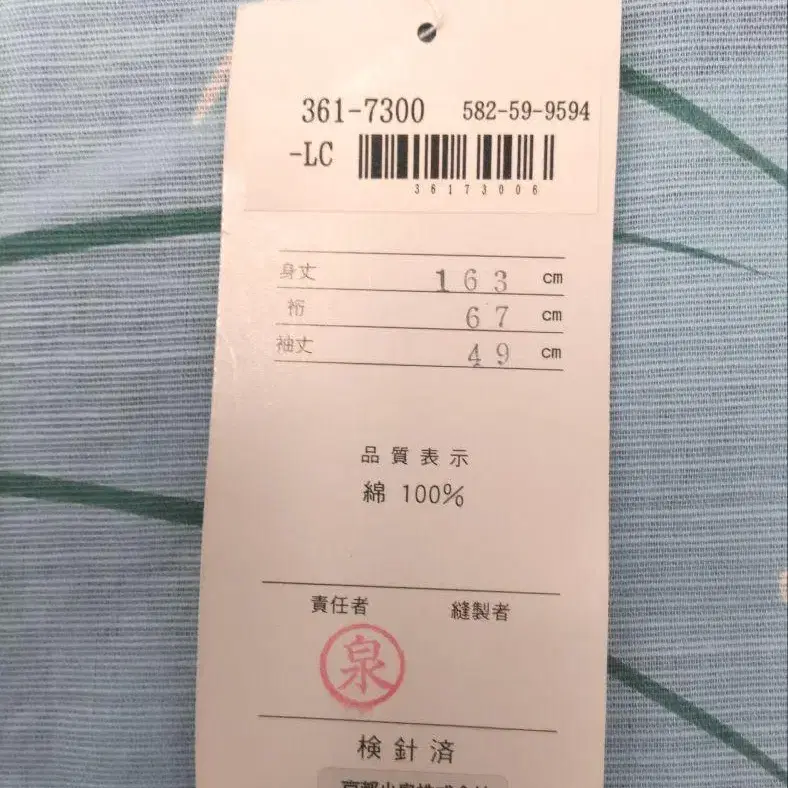 361-7300 582-59-9594
-LC
36173006
身丈 163 cm
裄 67 cm
袖丈 49 cm
品質表示
綿 100%
責任者 縫製者
泉
検針済